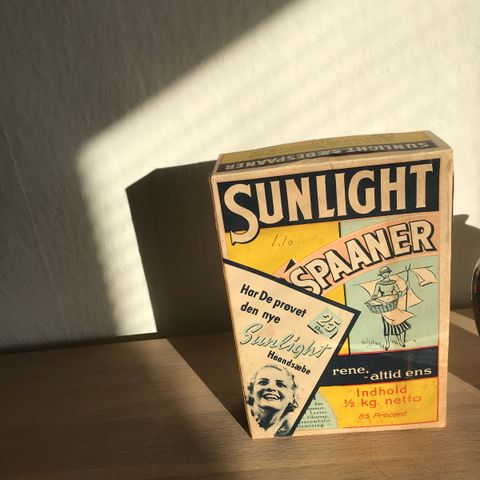 SUNLIGHT SÆBESPAANER
SUNLIGHT
1.10
SPAANER
Har De prøvet
den nye
25
Sunlight
Haandsæbe
rene,
-altid ens
Indhold
½ kg. netto
85 Procent